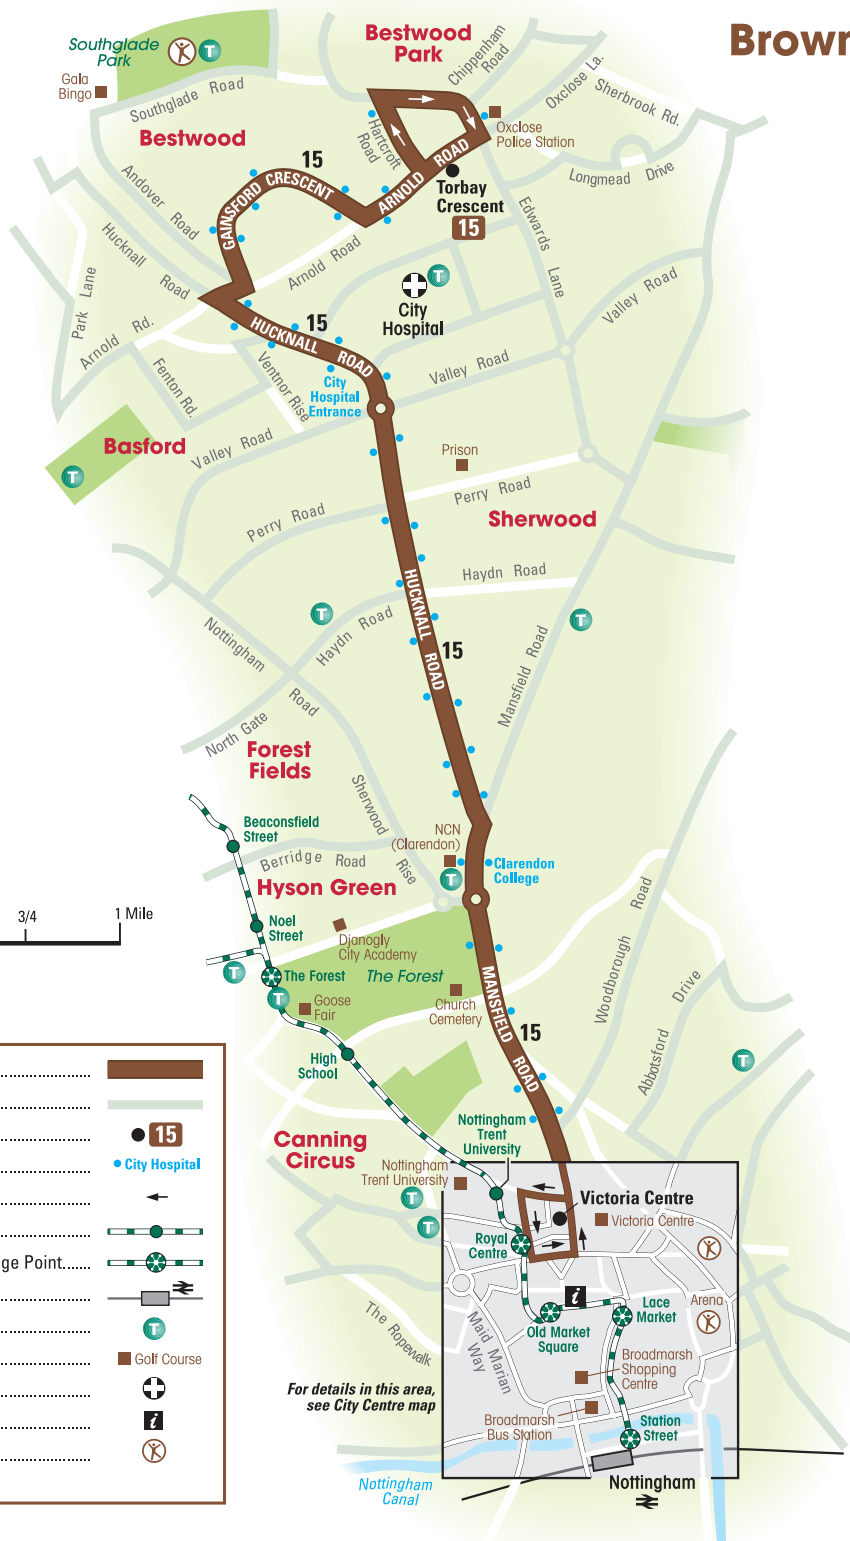 Brown
Southglade
Park
T
Gala
Bingo
Southglade Road
Bestwood
Park
Chippenham
Road
Oxclose La.
Sherbrook Rd.
Oxclose
Police Station
Longmead Drive
Bestwood
15
Hartcroft
Road
ARNOLD ROAD
Torbay
Crescent
15
GAINSFORD CRESCENT
Andover Road
Hucknall Road
Arnold Road
Edwards Lane
Park Lane
Arnold Rd.
T
City
Hospital
Valley Road
15
HUCKNALL ROAD
Ventnor Rise
City
Hospital
Entrance
Valley Road
Fenton Rd.
Basford
T
Valley Road
Prison
Perry Road
Perry Road
Sherwood
Haydn Road
HUCKNALL ROAD
15
T
Haydn Road
T
Mansfield Road
Nottingham Road
North Gate
Forest
Fields
Sherwood Rise
Beaconsfield
Street
Berridge Road
NCN
(Clarendon)
T
Clarendon
College
Hyson Green
3/4
1 Mile
Noel
Street
Djanogly
City Academy
T
The Forest
The Forest
T
Goose
Fair
Church
Cemetery
MANSFIELD ROAD
15
Woodborough Road
Abbotsford Drive
T
High
School
Nottingham
Trent
University
Canning
Circus
Nottingham
Trent University
T
T
15
City Hospital
ge Point
T
Golf Course
i
Victoria Centre
Victoria Centre
Royal
Centre
i
Old Market
Square
Lace
Market
Arena
The Ropewalk
Maid Marian
Way
Broadmarsh
Shopping
Centre
For details in this area,
see City Centre map
Broadmarsh
Bus Station
Station
Street
Nottingham
Canal
Nottingham